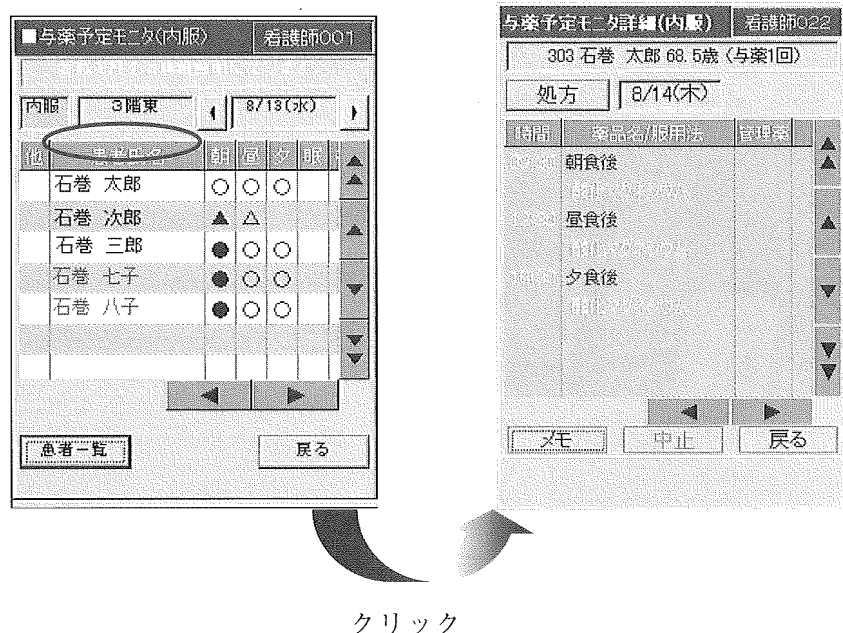 ■与薬予定モニタ(内服) 看護師001
内服 3階東 8/13(水)
他 患者氏名 朝 昼 夕 眠
石巻 太郎 ○ ○ ○
石巻 次郎 ▲ △
石巻 三郎 ● ○ ○
石巻 七子 ● ○ ○
石巻 八子 ● ○ ○
患者一覧 戻る
与薬予定モニタ詳細(内服) 看護師022
303 石巻 太郎 68.5歳 (与薬1回)
処方 8/14(木)
時間 薬品名/服用法 管理薬
朝食後
昼食後
夕食後
メモ 中止 戻る
クリック